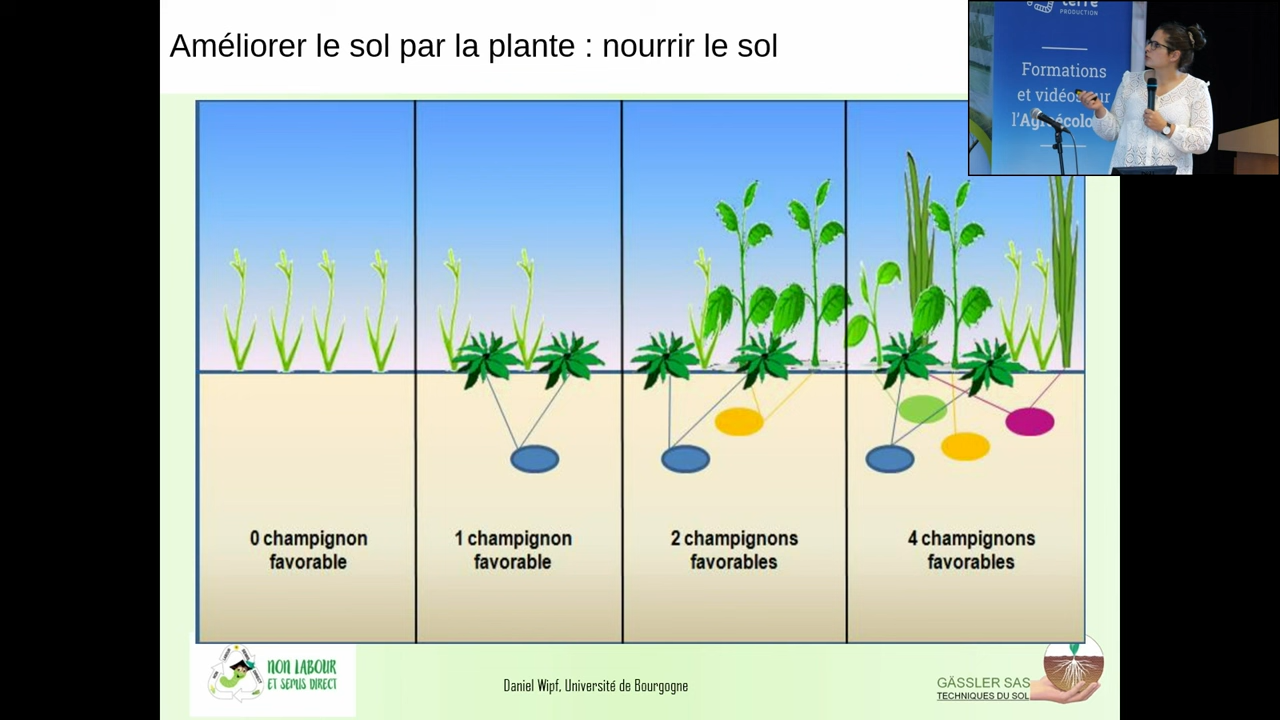 Améliorer le sol par la plante : nourrir le sol
terre
PRODUCTION
Formations
et vidéos sur
0 champignon
favorable
1 champignon
favorable
2 champignons
favorables
4 champignons
favorables
NON LABOUR
ET SEMIS DIRECT
Daniel Wipf, Université de Bourgogne
GÄSSLER SAS
TECHNIQUES DU SOL